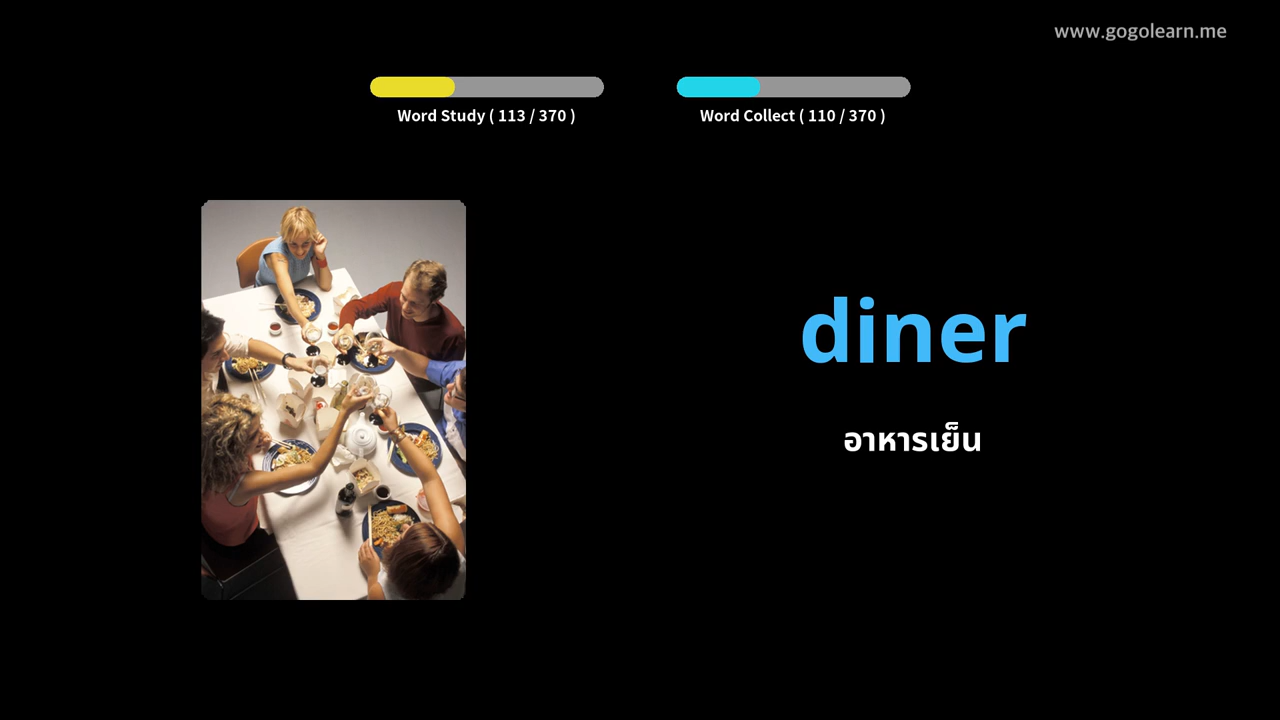 www.gogolearn.me
Word Study ( 113 / 370 )
Word Collect ( 110 / 370 )
diner
อาหารเย็น